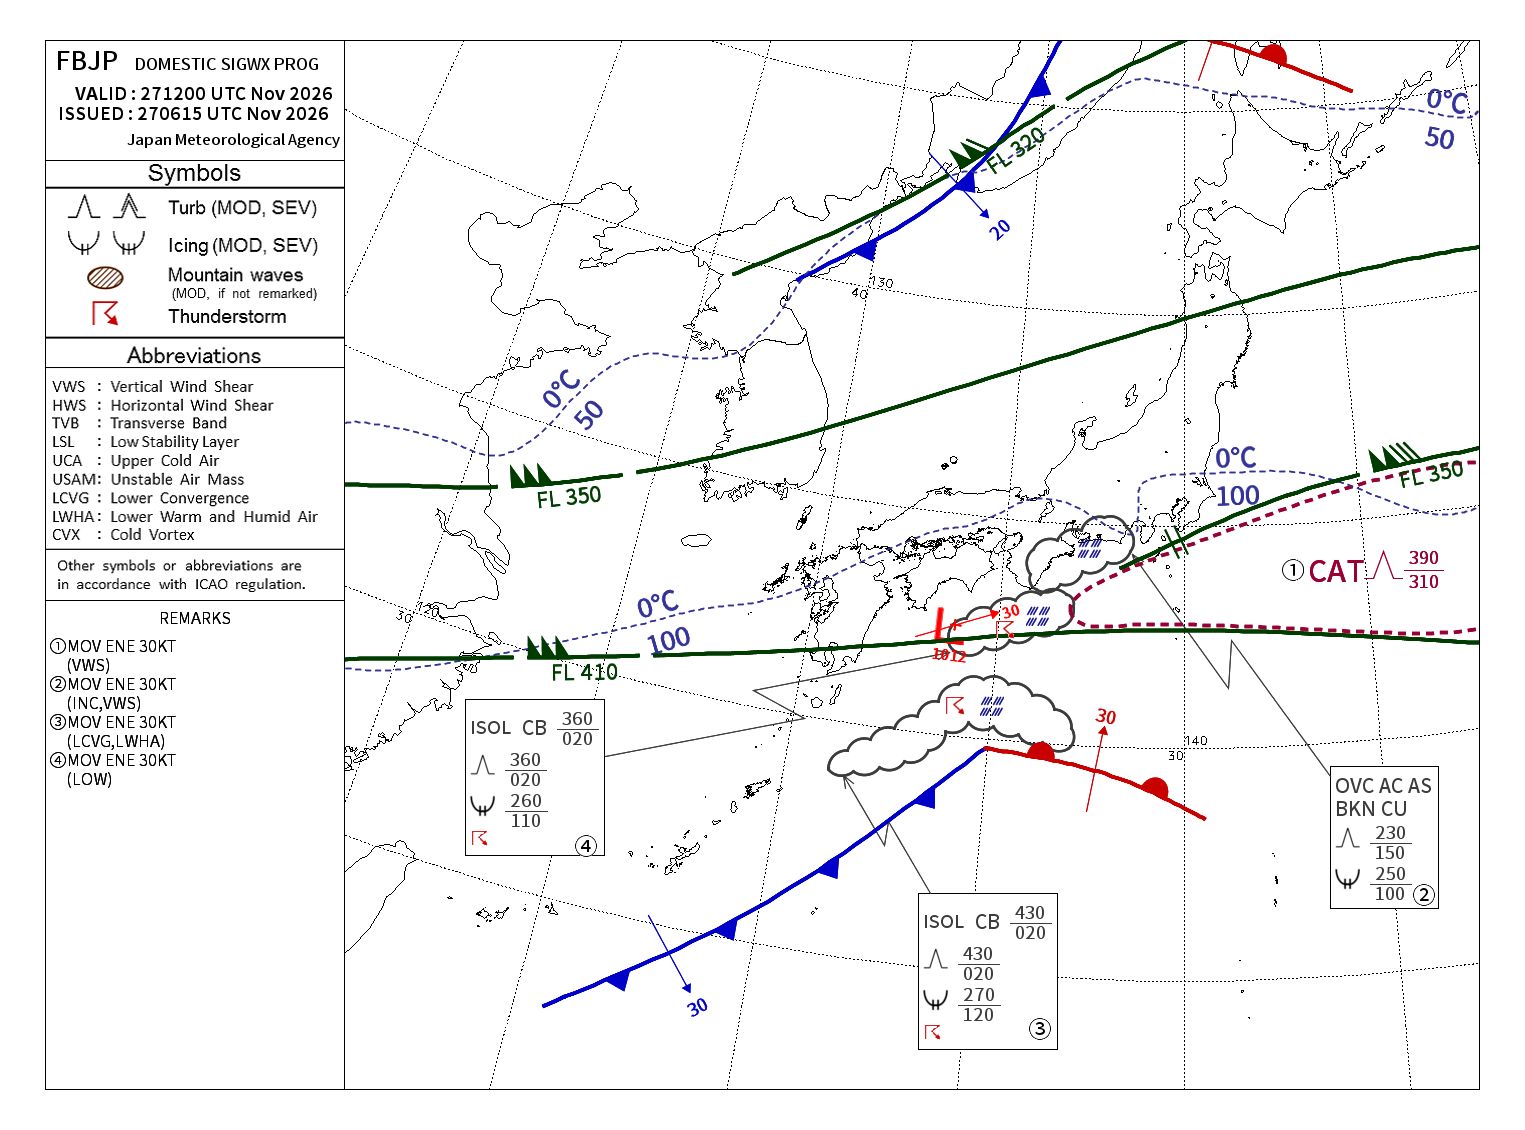 FBJP DOMESTIC SIGWX PROG
VALID : 271200 UTC Nov 2026
ISSUED : 270615 UTC Nov 2026
Japan Meteorological Agency
Symbols
Turb (MOD, SEV)
Icing (MOD, SEV)
Mountain waves
(MOD, if not remarked)
Thunderstorm
Abbreviations
VWS : Vertical Wind Shear
HWS : Horizontal Wind Shear
TVB : Transverse Band
LSL : Low Stability Layer
UCA : Upper Cold Air
USAM: Unstable Air Mass
LCVG : Lower Convergence
LWHA : Lower Warm and Humid Air
CVX : Cold Vortex
Other symbols or abbreviations are
in accordance with ICAO regulation.
REMARKS
①MOV ENE 30KT
(VWS)
②MOV ENE 30KT
(INC,VWS)
③MOV ENE 30KT
(LCVG,LWHA)
④MOV ENE 30KT
(LOW)
0°C
50
FL 320
20
40
130
0°C
50
FL 350
0°C
100
FL 350
① CAT 390
310
30
120
0°C
100
FL 410
30
L
1012
30
140
30
ISOL CB 360
020
360
020
260
110
④
OVC AC AS
BKN CU
230
150
250
100 ②
ISOL CB 430
020
430
020
270
120
③
30